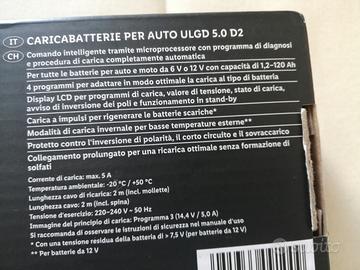 IT CARICABATTERIE PER AUTO ULGD 5.0 D2
CH Comando intelligente tramite microprocessore con programma di diagnosi
e procedura di carica completamente automatica
Per tutte le batterie per auto e moto da 6 V o 12 V con capacità di 1,2–120 Ah
4 programmi per adattare in modo ottimale la carica al tipo di batteria
Display LCD per programmi di carica, valore di tensione, stato di carica,
avviso di inversione dei poli e funzionamento in stand-by
Carica a impulsi per rigenerare le batterie scariche*
Modalità di carica invernale per basse temperature esterne**
Protetto contro l'inversione di polarità, il corto circuito e il sovraccarico
Collegamento prolungato per una ricarica ottimale senza formazione di
solfati
Corrente di carica: max. 5 A
Temperatura ambientale: -20 °C / +50 °C
Lunghezza cavo di ricarica: 2 m (incl. mollette)
Lunghezza cavo: 2 m (incl. spina)
Tensione d'esercizio: 220–240 V ~ 50 Hz
Immagine del principio di carica: Programma 3 (14,4 V / 5,0 A)
Si raccomanda di osservare le istruzioni di sicurezza nel manuale d'uso
* Con una tensione residua della batteria di > 7,5 V (per batterie da 12 V)
** Per batterie da 12 V
subito